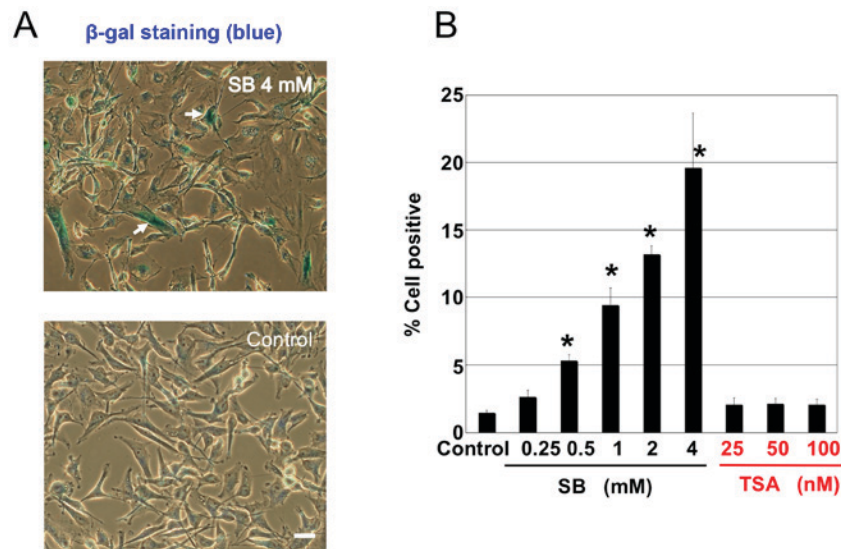 A
β-gal staining (blue)
SB 4 mM
Control
B
% Cell positive
25
20
15
10
5
0
*
*
*
*
Control 0.25 0.5 1 2 4 25 50 100
SB (mM) TSA (nM)